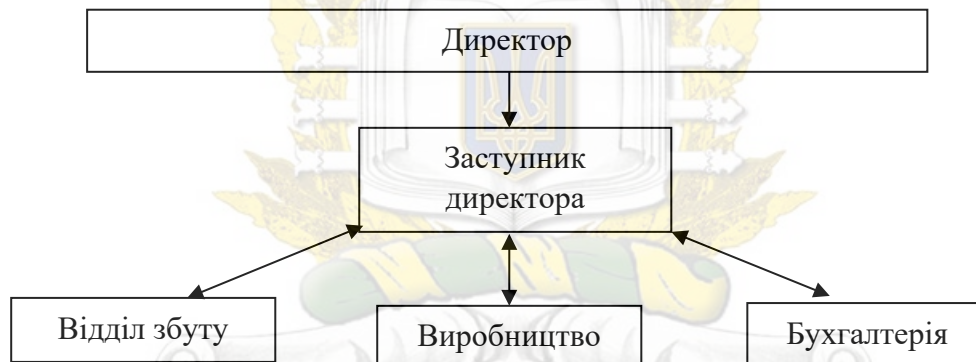 Директор
Заступник
директора
Відділ збуту
Виробництво
Бухгалтерія